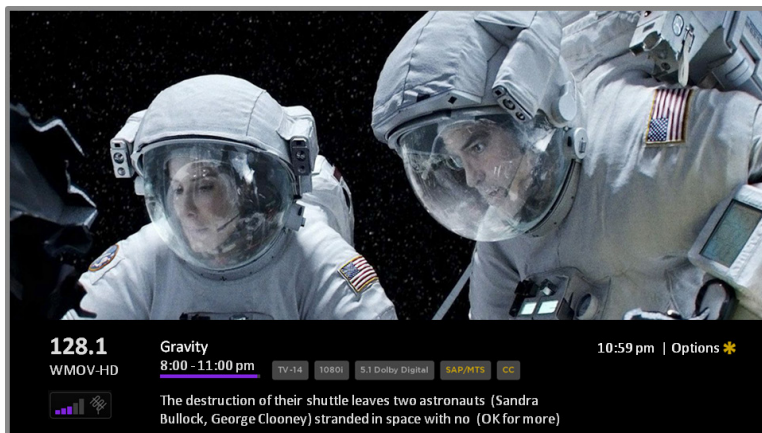 128.1
WMOV-HD
Gravity
8:00 - 11:00 pm
TV-14
1080i
5.1 Dolby Digital
SAP/MTS
CC
10:59 pm | Options ✱
The destruction of their shuttle leaves two astronauts (Sandra
Bullock, George Clooney) stranded in space with no (OK for more)